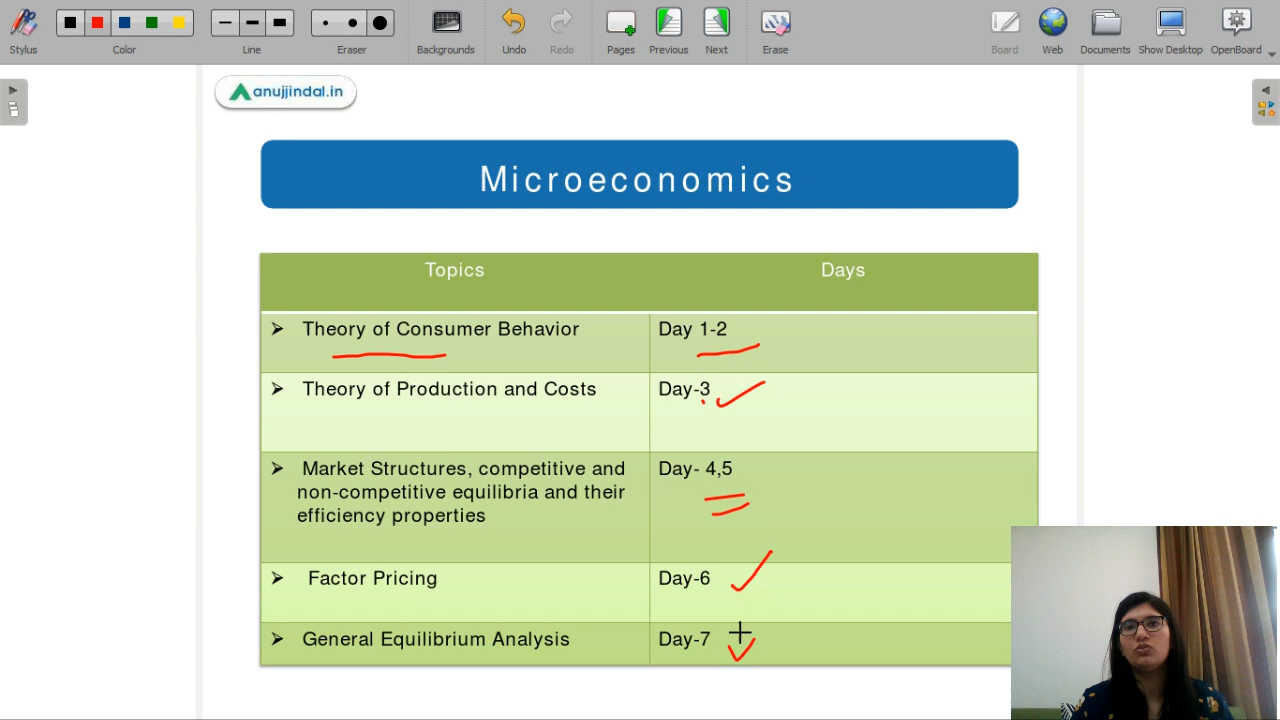 Stylus
Color
Line
Eraser
Backgrounds
Undo
Redo
Pages
Previous
Next
Erase
Board
Web
Documents
Show Desktop
OpenBoard
anujjindal.in
Microeconomics
Topics
Days
Theory of Consumer Behavior
Day 1-2
Theory of Production and Costs
Day-3
Market Structures, competitive and
non-competitive equilibria and their
efficiency properties
Day- 4,5
Factor Pricing
Day-6
General Equilibrium Analysis
Day-7